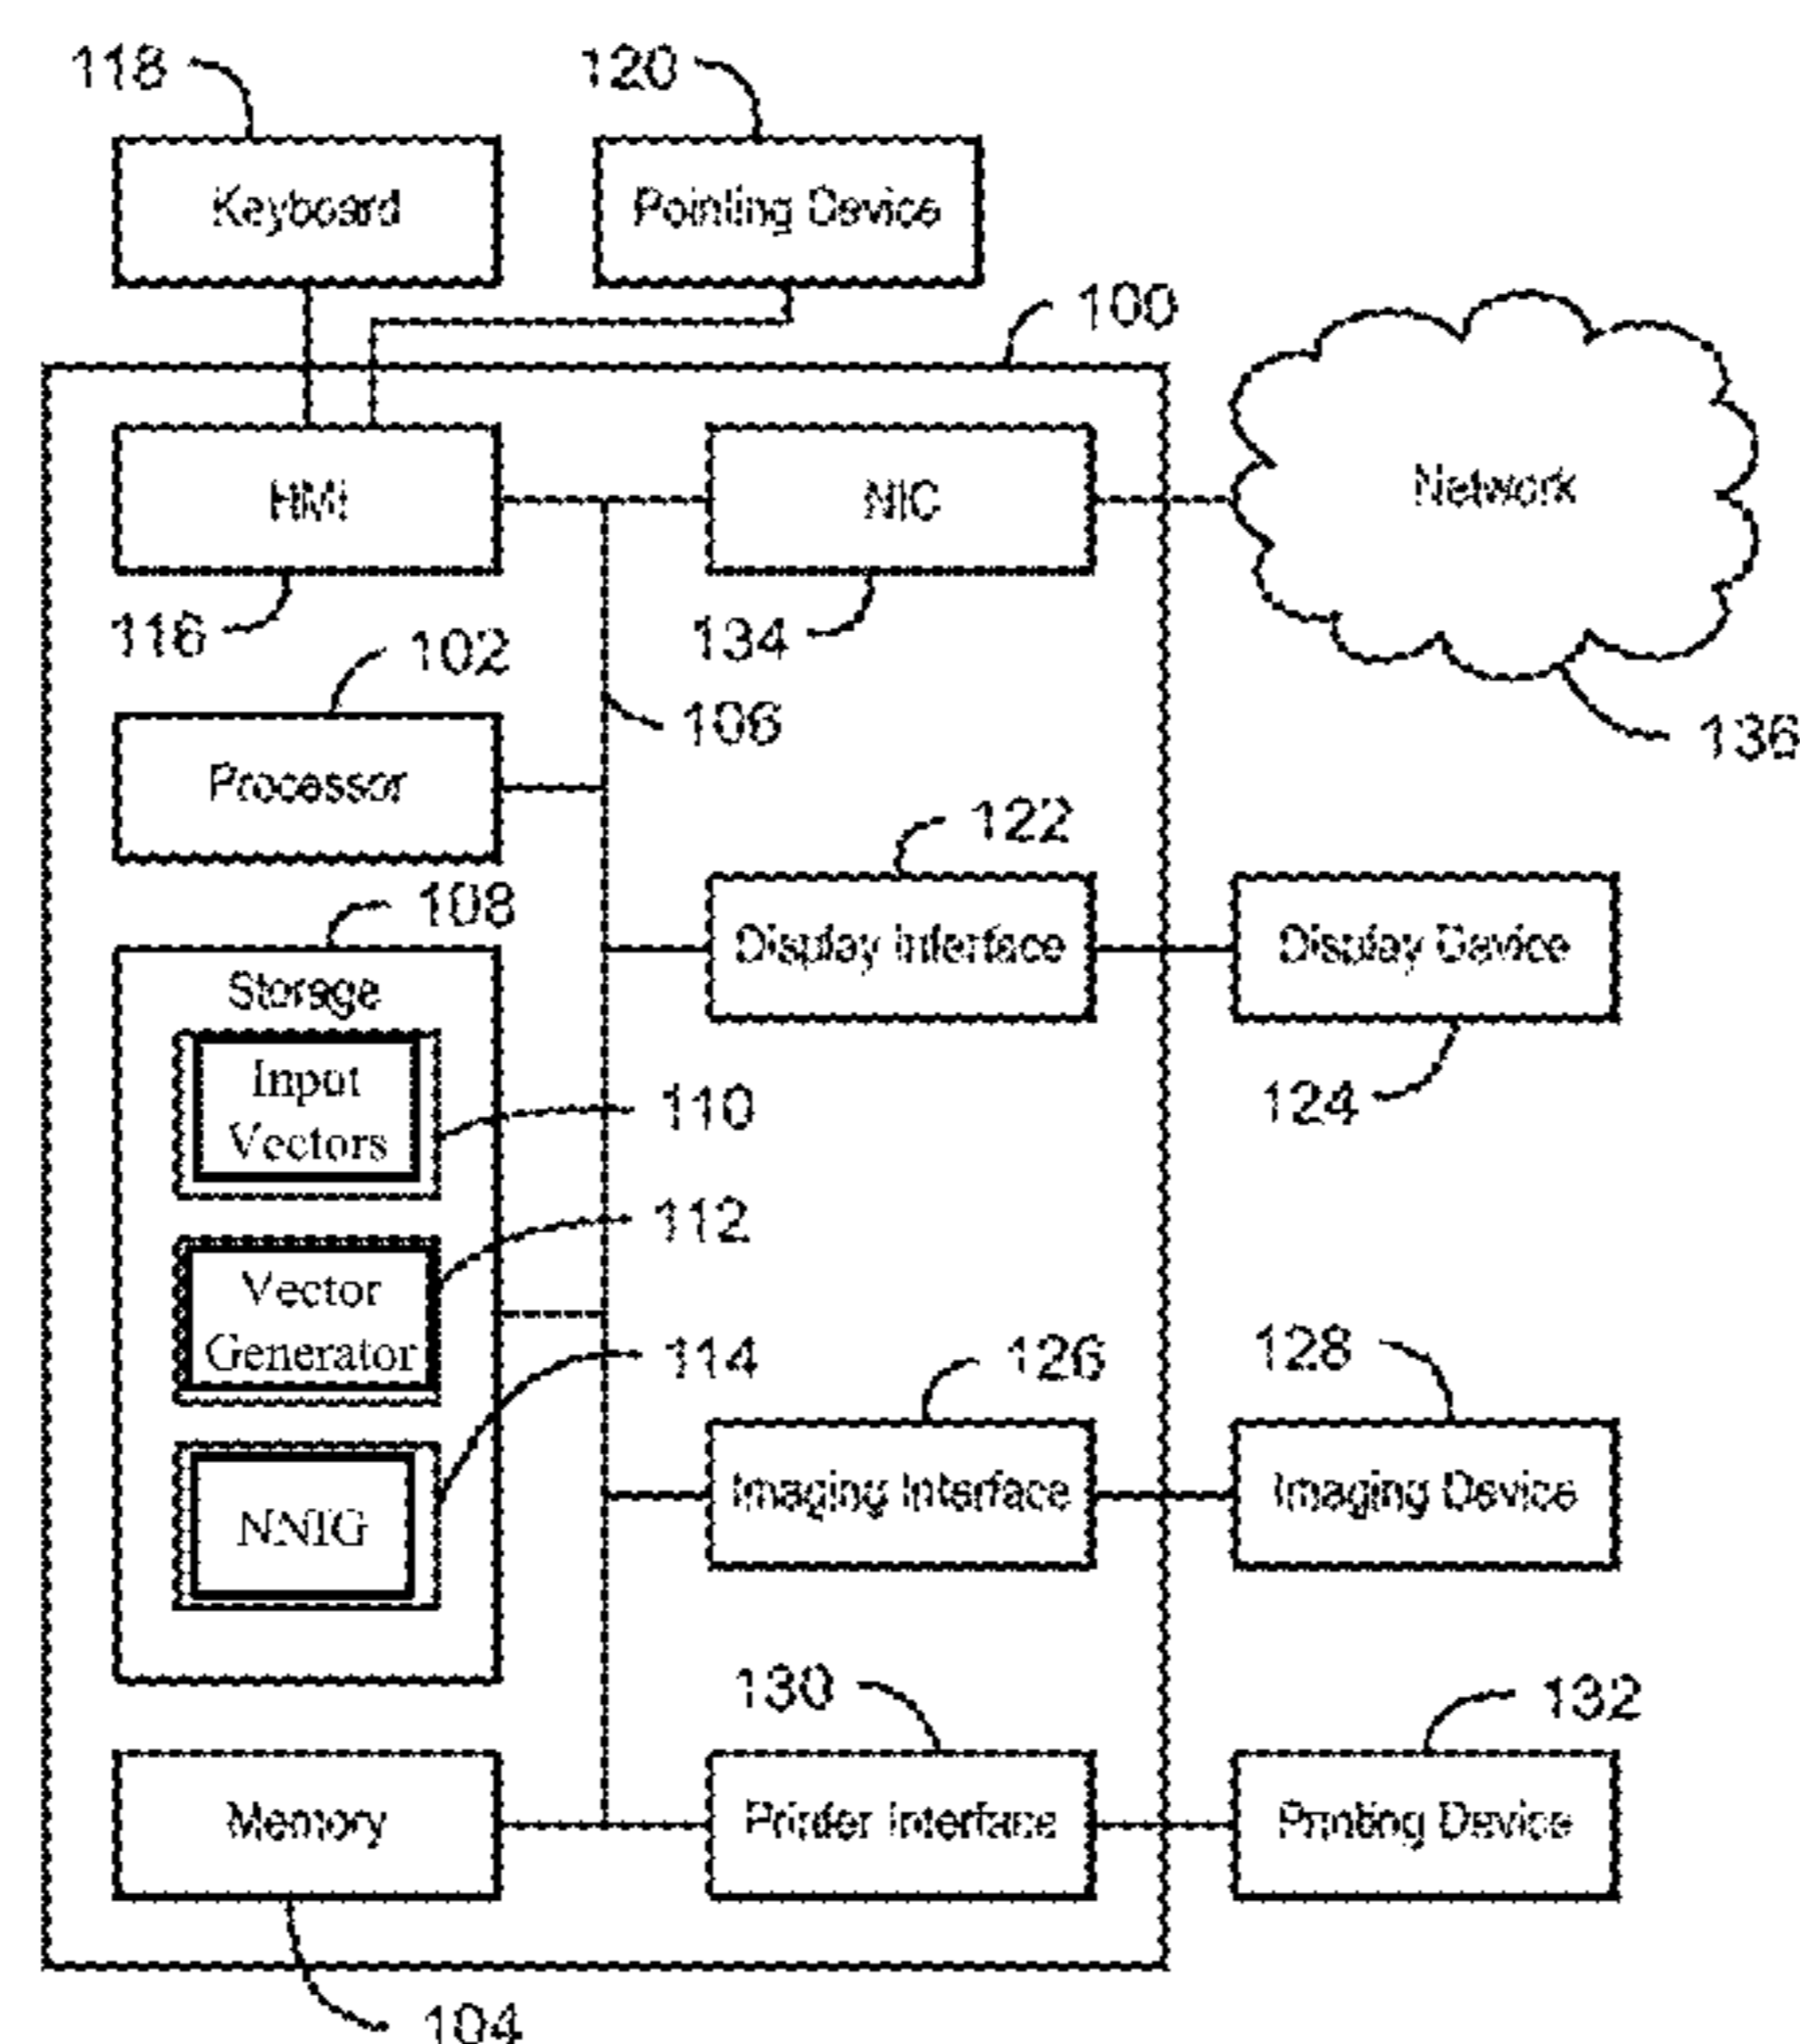 118
120
Keyboard
Pointing Device
100
HMI
NIC
Network
116
134
102
106
136
Processor
122
108
Display Interface
Display Device
Storage
Input
Vectors
110
124
112
Vector
Generator
114
126
128
Imaging Interface
Imaging Device
NNIG
130
132
Memory
Printer Interface
Printing Device
104